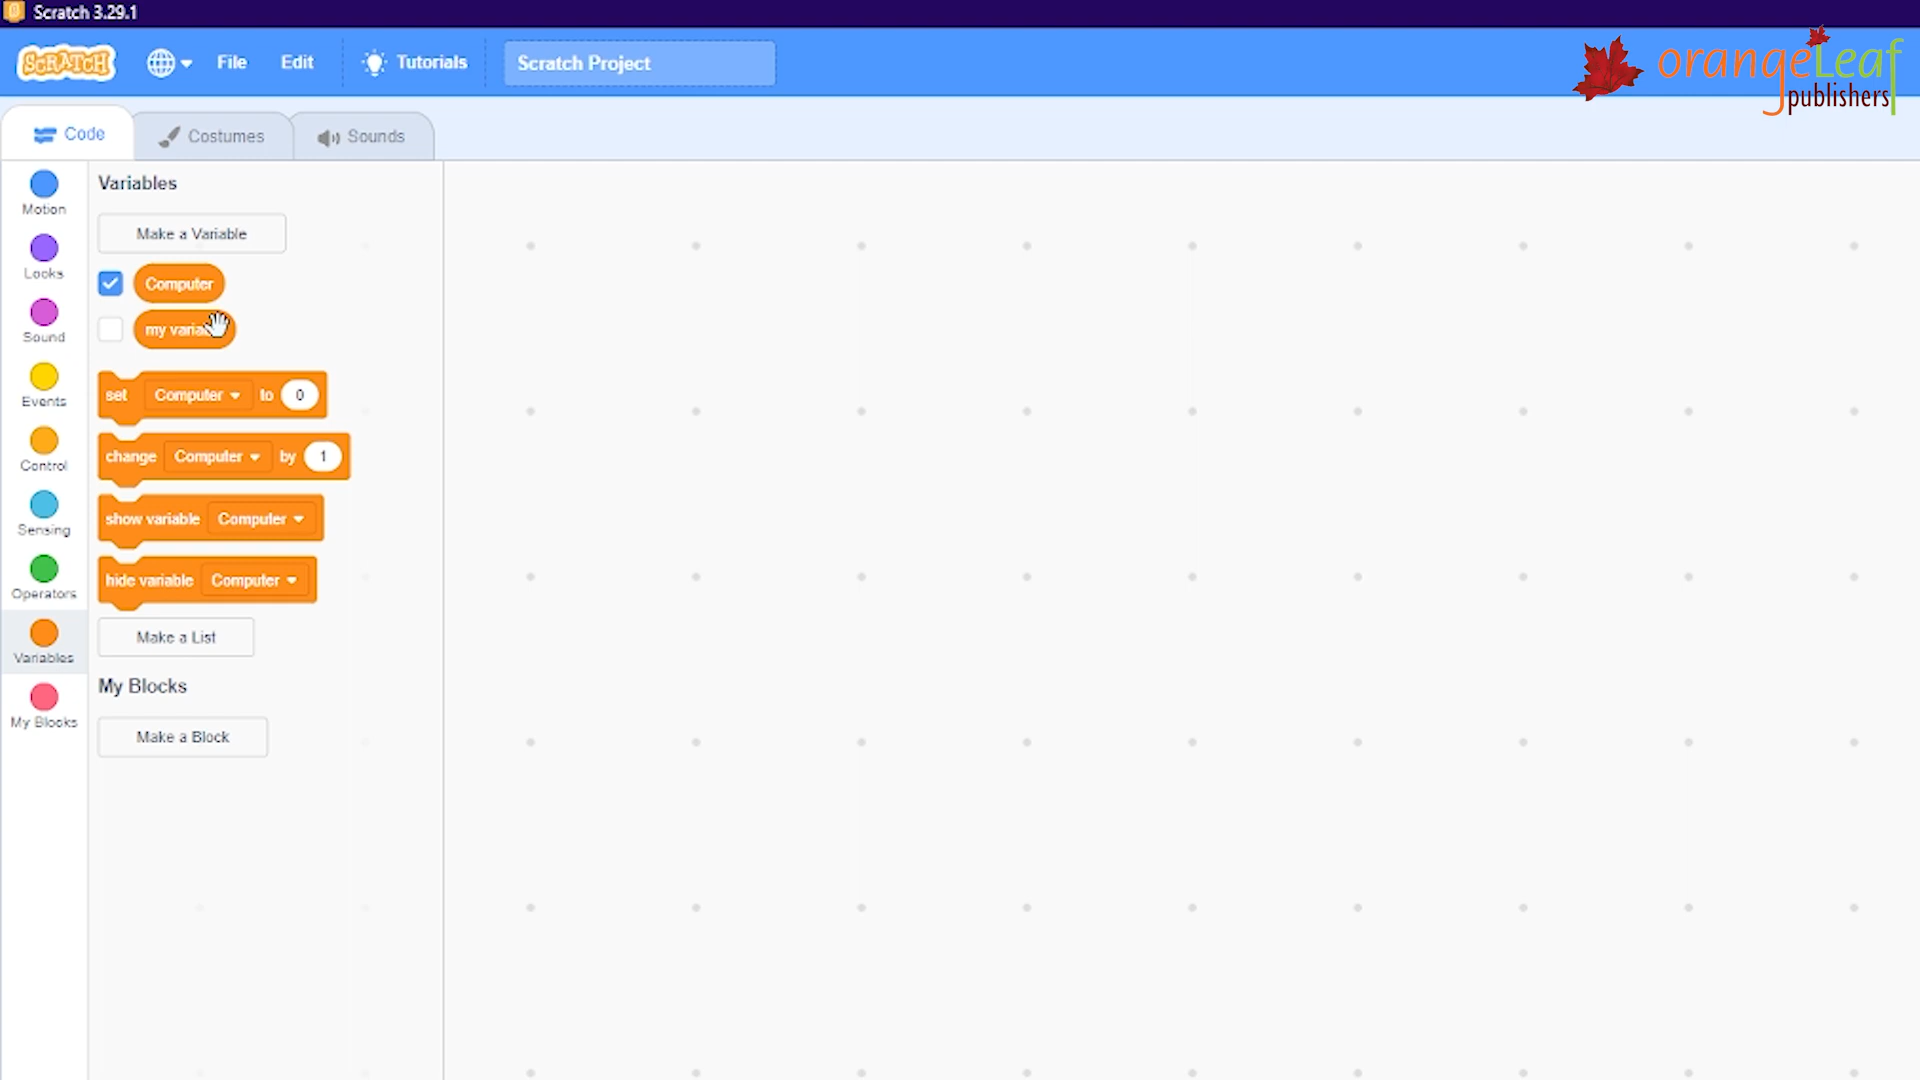 Scratch 3.29.1
SCRATCH File Edit Tutorials Scratch Project
orangeLeaf
publishers
Code Costumes Sounds
Motion
Looks
Sound
Events
Control
Sensing
Operators
Variables
My Blocks
Variables
Make a Variable
Computer
my
set Computer to 0
change Computer by 1
show variable Computer
hide variable Computer
Make a List
My Blocks
Make a Block